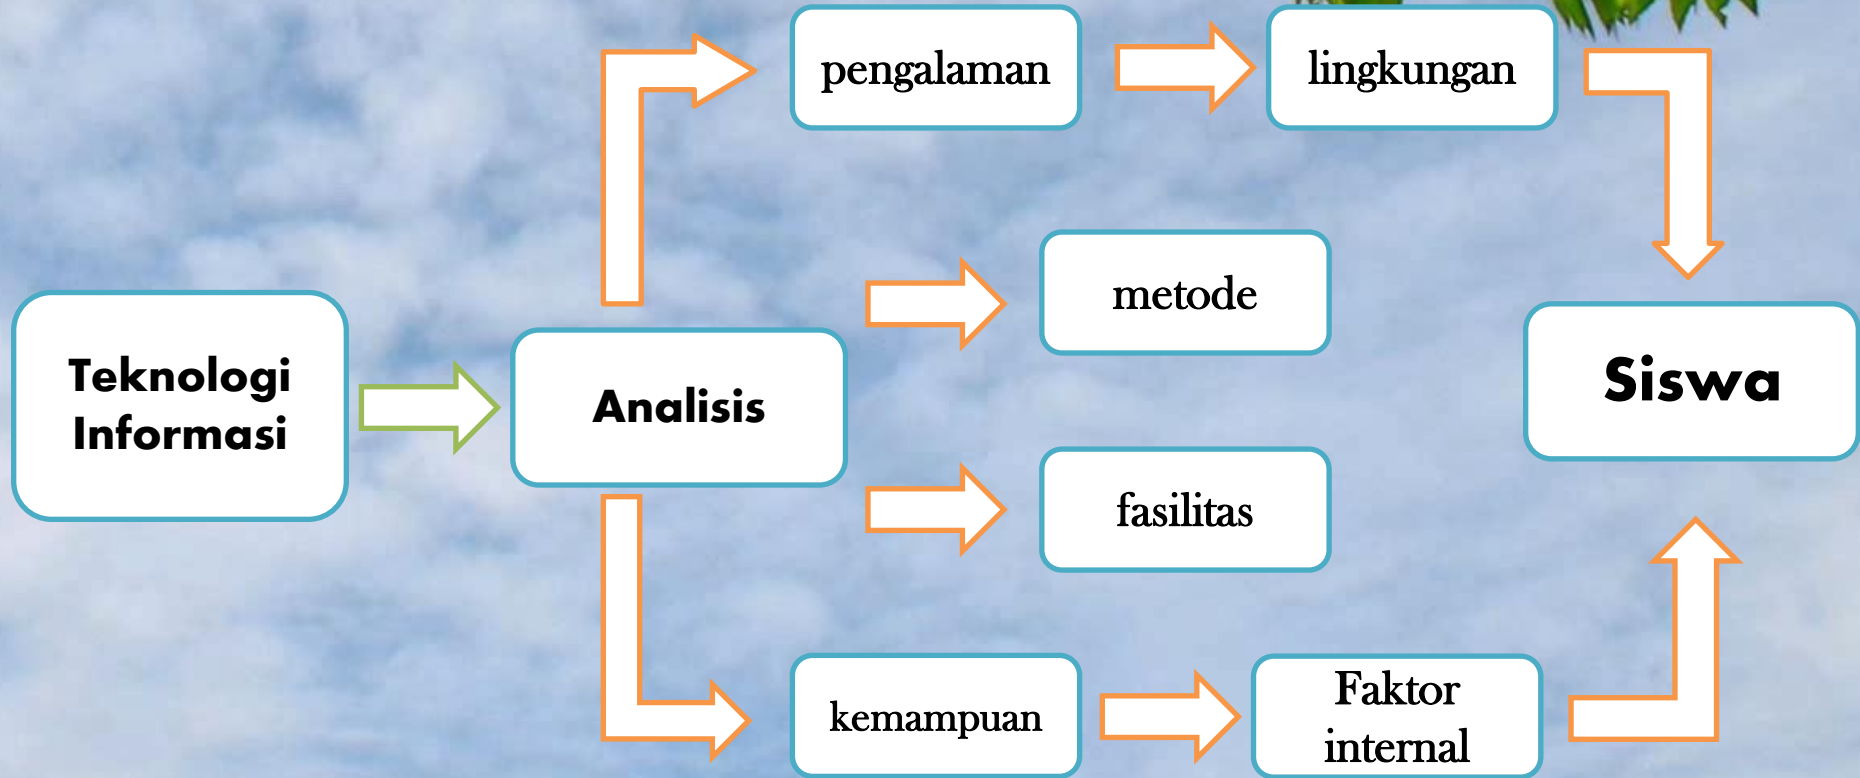 pengalaman
lingkungan
metode
Teknologi
Informasi
Analisis
Siswa
fasilitas
kemampuan
Faktor
internal